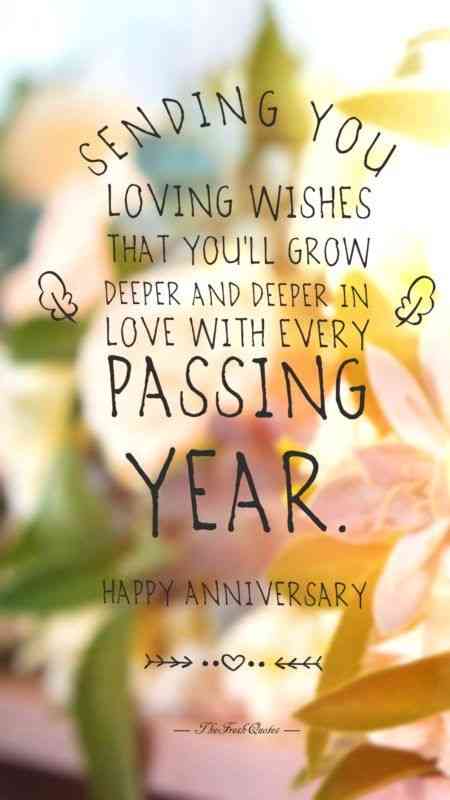 SENDING YOU
LOVING WISHES
THAT YOU'LL GROW
DEEPER AND DEEPER IN
LOVE WITH EVERY
PASSING
YEAR.
HAPPY ANNIVERSARY
TheFreshQuotes